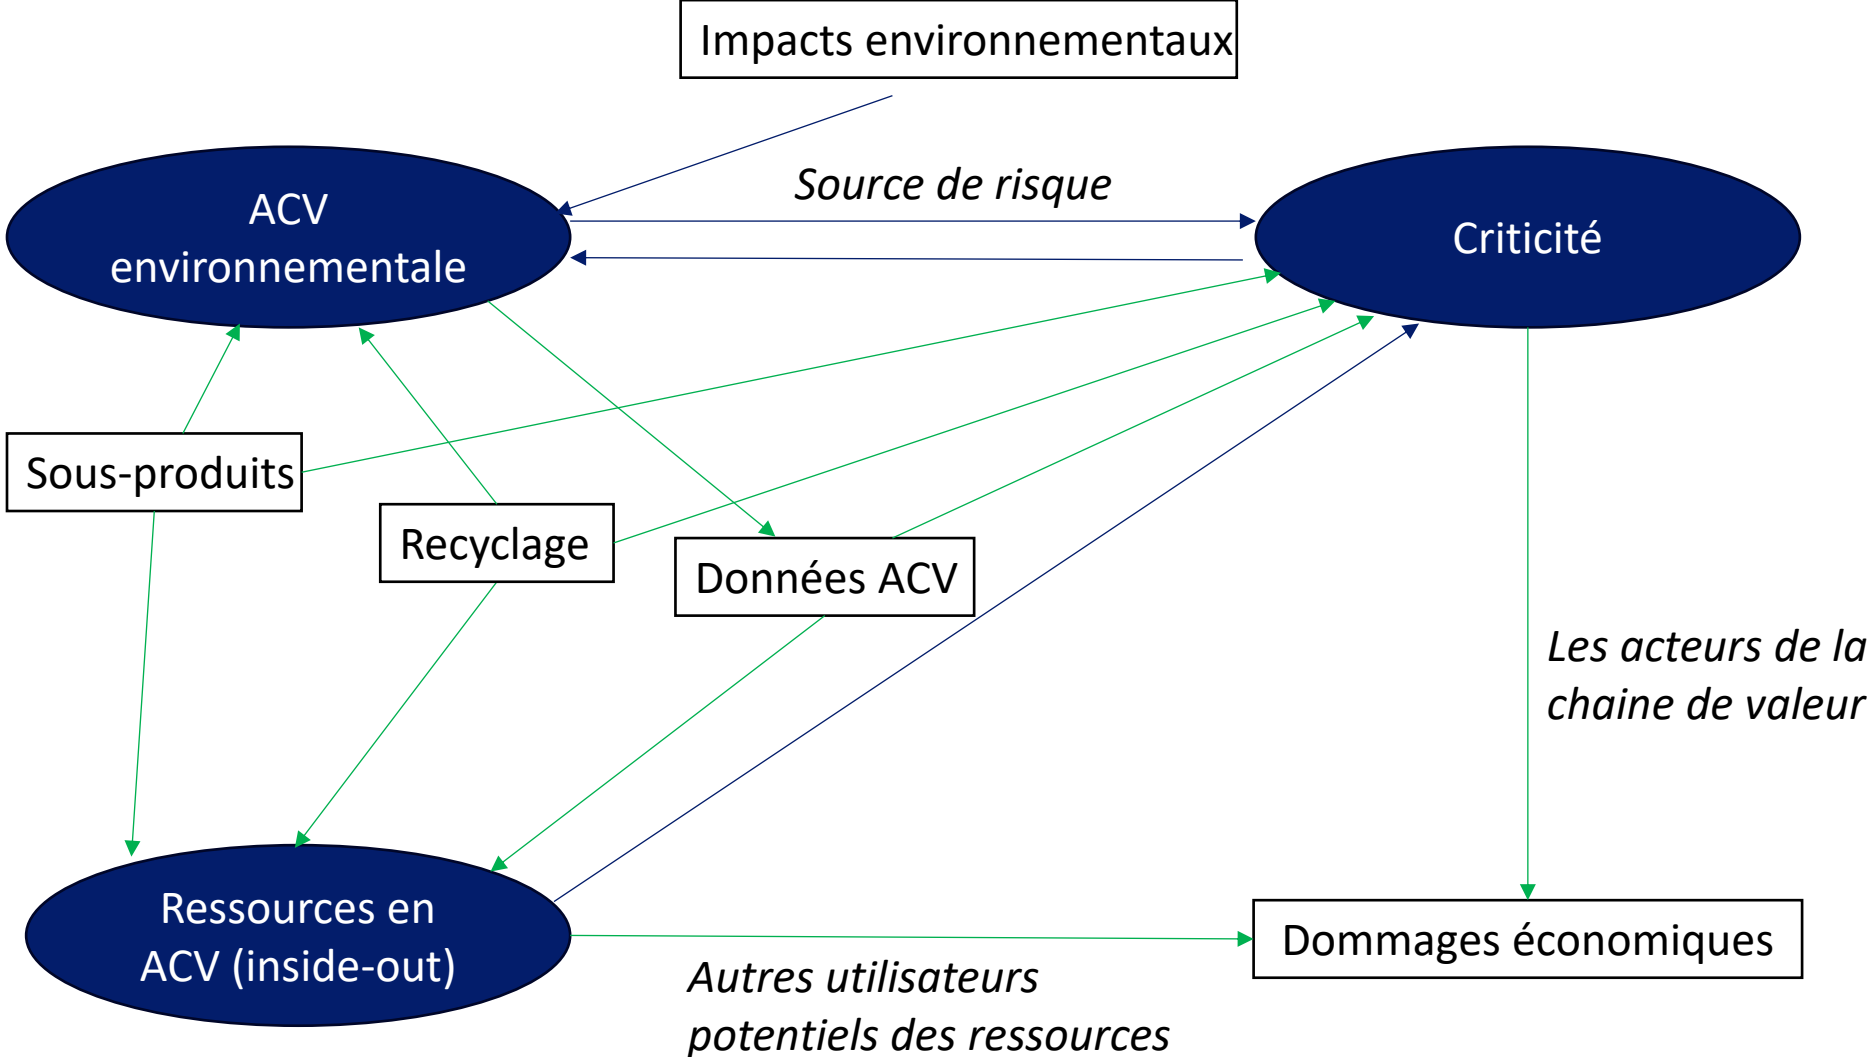 Impacts environnementaux
Source de risque
ACV
environnementale
Criticité
Sous-produits
Recyclage
Données ACV
Les acteurs de la
chaine de valeur
Ressources en
ACV (inside-out)
Dommages économiques
Autres utilisateurs
potentiels des ressources